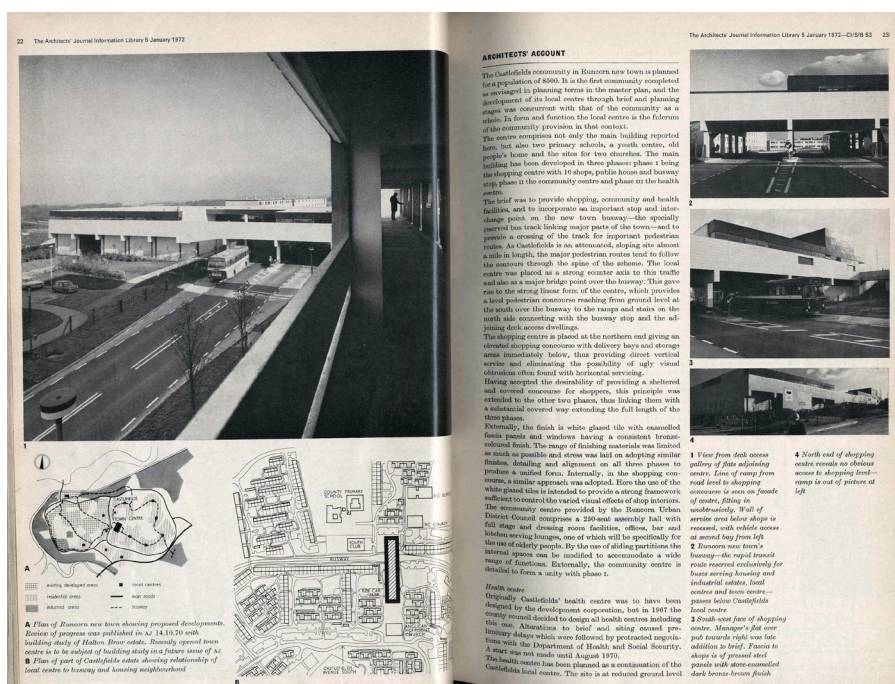 22 The Architects' Journal Information Library 5 January 1972
1
A
existing developed areas
residential areas
industrial areas
local centres
main roads
busway
TOWN CENTRE
A Plan of Runcorn new town showing proposed developments.
Review of progress was published in AJ 14.10.70 with
building study of Halton Brow estate. Recently opened town
centre is to be subject of building study in a future issue of AJ
B Plan of part of Castlefields estate showing relationship of
local centre to busway and housing neighbourhood
COUNTY PRIMARY
SCHOOL
YOUTH
CLUB
BUSWAY
CASTLEFIELDS
AVENUE SOUTH
B
The Architects' Journal Information Library 5 January 1972—CI/SfB 53 23
ARCHITECTS' ACCOUNT
The Castlefields community in Runcorn new town is planned
for a population of 8500. It is the first community completed
as envisaged in planning terms in the master plan, and the
development of its local centre through brief and planning
stages was concurrent with that of the community as a
whole. In form and function the local centre is the fulcrum
of the community provision in that context.
The centre comprises not only the main building reported
here, but also two primary schools, a youth centre, old
people's home and the sites for two churches. The main
building has been developed in three phases: phase I being
the shopping centre with 10 shops, public house and busway
stop, phase II the community centre and phase III the health
centre.
The brief was to provide shopping, community and health
facilities, and to incorporate an important stop and inter-
change point on the new town busway—the specially
reserved bus track linking major parts of the town—and to
provide a crossing of the track for important pedestrian
routes. As Castlefields is an attenuated, sloping site almost
a mile in length, the major pedestrian routes tend to follow
the contours through the spine of the scheme. The local
centre was placed as a strong counter axis to this traffic
and also as a major bridge point over the busway. This gave
rise to the strong linear form of the centre, which provides
a level pedestrian concourse reaching from ground level at
the south over the busway to the ramps and stairs on the
north side connecting with the busway stop and the ad-
joining deck access dwellings.
The shopping centre is placed at the northern end giving an
elevated shopping concourse with delivery bays and storage
areas immediately below, thus providing direct vertical
service and eliminating the possibility of ugly visual
obtrusions often found with horizontal servicing.
Having accepted the desirability of providing a sheltered
and covered concourse for shoppers, this principle was
extended to the other two phases, thus linking them with
a substantial covered way extending the full length of the
three phases.
Externally, the finish is white glazed tile with enamelled
fascia panels and windows having a consistent bronze-
coloured finish. The range of finishing materials was limited
as much as possible and stress was laid on adopting similar
finishes, detailing and alignment on all three phases to
produce a unified form. Internally, in the shopping con-
course, a similar approach was adopted. Here the use of the
white glazed tiles is intended to provide a strong framework
sufficient to control the varied visual effects of shop interiors.
The community centre provided by the Runcorn Urban
District Council comprises a 250-seat assembly hall with
full stage and dressing room facilities, offices, bar and
kitchen serving lounges, one of which will be specifically for
the use of elderly people. By the use of sliding partitions the
internal spaces can be modified to accommodate a wide
range of functions. Externally, the community centre is
detailed to form a unity with phase I.
Health centre
Originally Castlefields' health centre was to have been
designed by the development corporation, but in 1967 the
county council decided to design all health centres including
this one. Alterations to brief and siting caused pre-
liminary delays which were followed by protracted negotia-
tions with the Department of Health and Social Security.
A start was not made until August 1970.
The health centre has been planned as a continuation of the
Castlefields local centre. The site is at reduced ground level
2
3
4
1 View from deck access
gallery of flats adjoining
centre. Line of ramp from
road level to shopping
concourse is seen on facade
of centre, fitting in
unobtrusively. Wall of
service area below shops is
recessed, with vehicle access
at second bay from left
2 Runcorn new town's
busway—the rapid transit
route reserved exclusively for
buses serving housing and
industrial estates, local
centres and town centre—
passes below Castlefields
local centre
3 South-west face of shopping
centre. Manager's flat over
pub towards right was late
addition to brief. Fascia to
shops is of pressed steel
panels with stove-enamelled
dark bronze-brown finish
4 North end of shopping
centre reveals no obvious
access to shopping level—
ramp is out of picture at
left